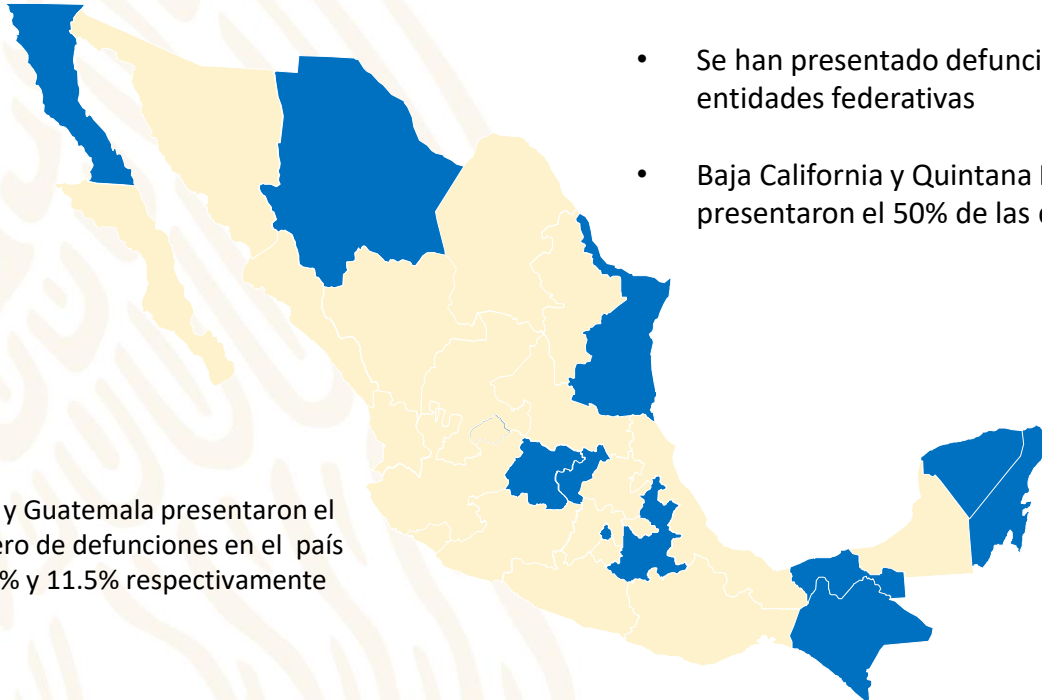 • Se han presentado defunci
entidades federativas
• Baja California y Quintana
presentaron el 50% de las
y Guatemala presentaron el
ero de defunciones en el país
% y 11.5% respectivamente